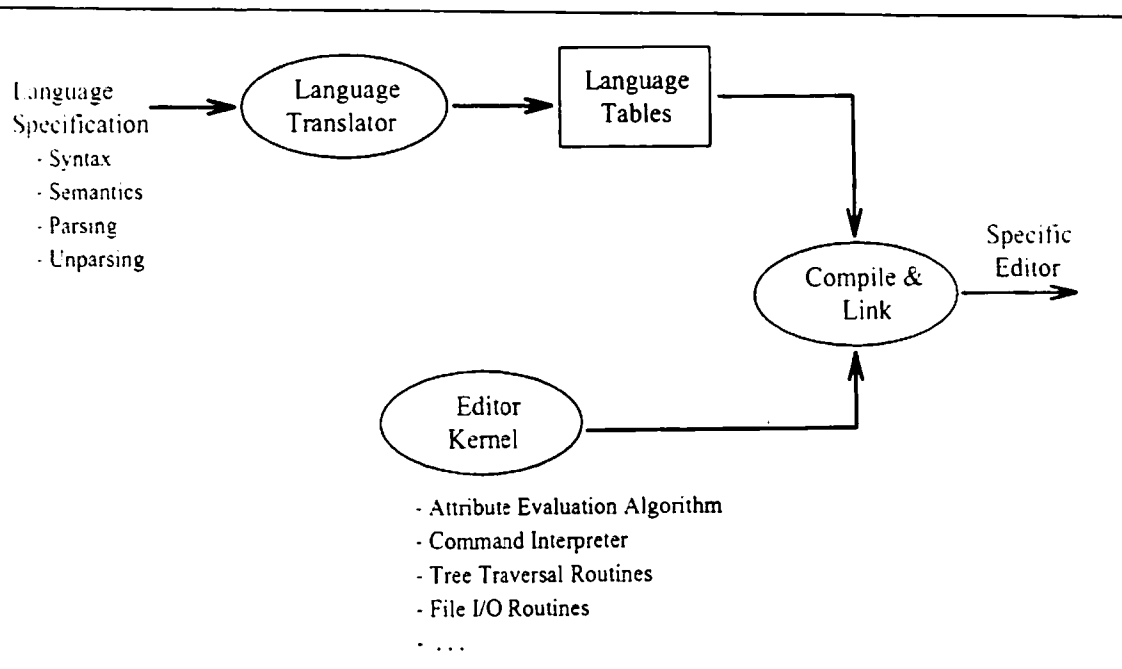 Language
Specification
- Syntax
- Semantics
- Parsing
- Unparsing
Language
Translator
Language
Tables
Compile &
Link
Specific
Editor
Editor
Kernel
- Attribute Evaluation Algorithm
- Command Interpreter
- Tree Traversal Routines
- File I/O Routines
- . . .